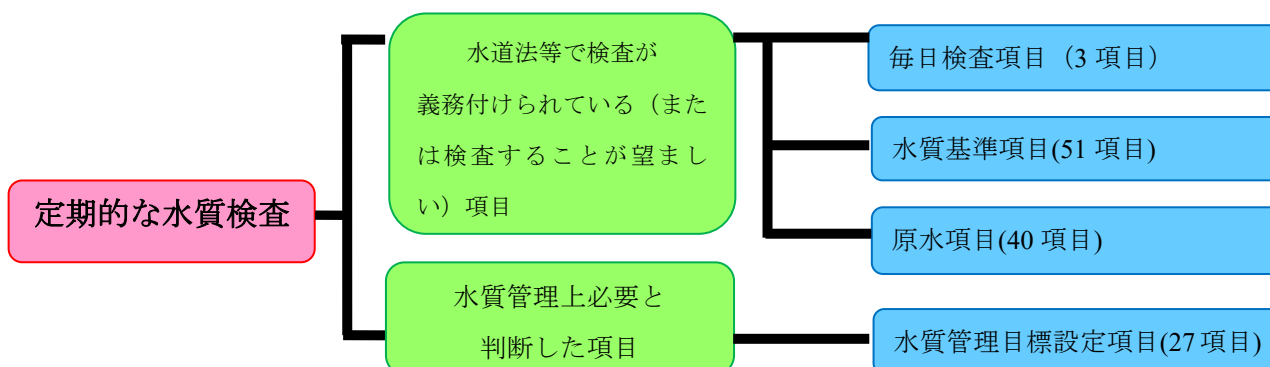 定期的な水質検査
水道法等で検査が
義務付けられている（また
は検査することが望まし
い）項目
毎日検査項目（3 項目）
水質基準項目(51 項目)
原水項目(40 項目)
水質管理上必要と
判断した項目
水質管理目標設定項目(27 項目)